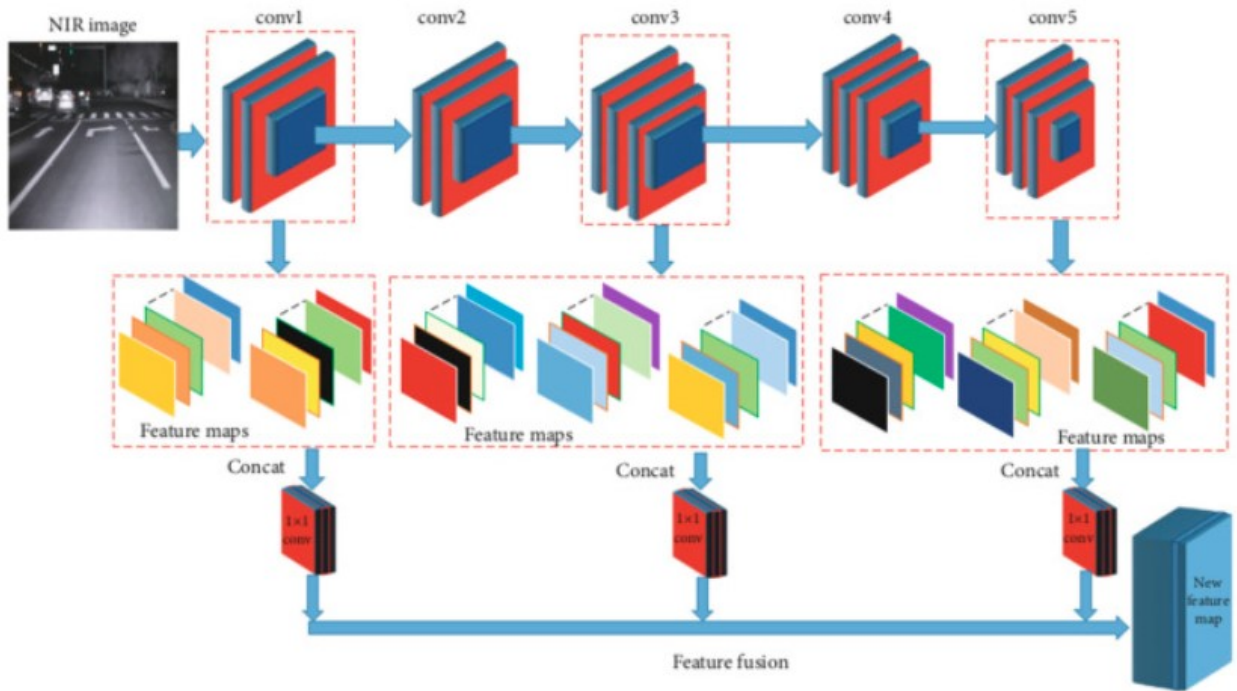 NIR image
conv1
conv2
conv3
conv4
conv5
Feature maps
Feature maps
Feature maps
Concat
Concat
Concat
1×1
conv
1×1
conv
1×1
conv
New
feature
map
Feature fusion